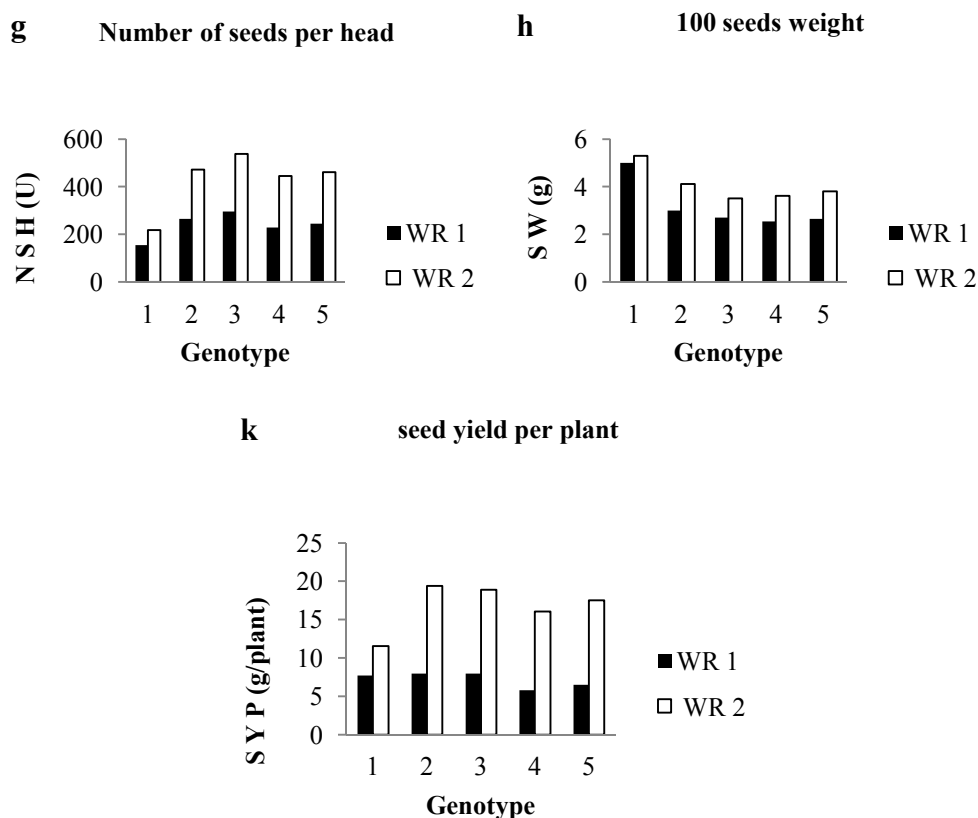 g Number of seeds per head
N S H (U)
600
400
200
0
1 2 3 4 5
Genotype
WR 1
WR 2
h 100 seeds weight
S W (g)
6
4
2
0
1 2 3 4 5
Genotype
WR 1
WR 2
k seed yield per plant
S Y P (g/plant)
25
20
15
10
5
0
1 2 3 4 5
Genotype
WR 1
WR 2